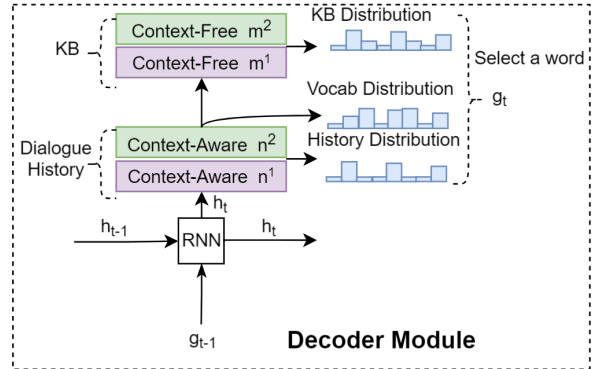 KB Distribution
Context-Free m²
KB
Context-Free m¹
Select a word
Vocab Distribution
gₜ
History Distribution
Context-Aware n²
Dialogue
History
Context-Aware n¹
hₜ
hₜ₋₁
RNN
hₜ
gₜ₋₁
Decoder Module